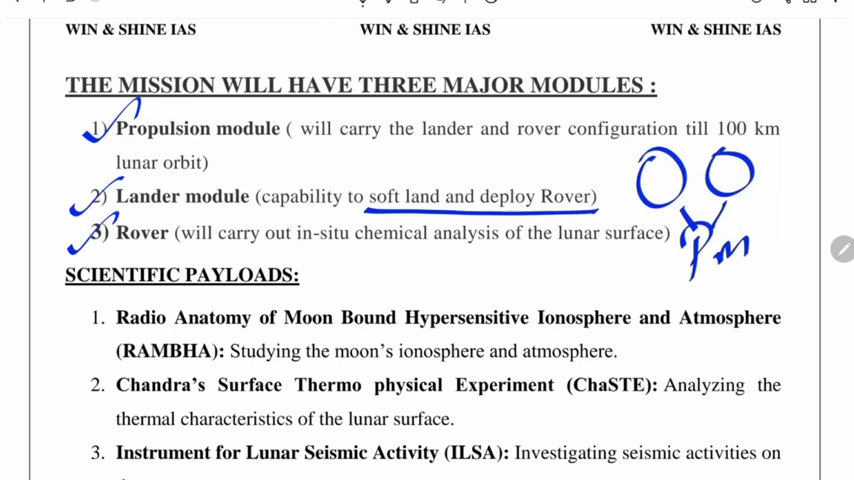 WIN & SHINE IAS WIN & SHINE IAS WIN & SHINE IAS
THE MISSION WILL HAVE THREE MAJOR MODULES :
1) Propulsion module ( will carry the lander and rover configuration till 100 km
lunar orbit)
2) Lander module (capability to soft land and deploy Rover)
3) Rover (will carry out in-situ chemical analysis of the lunar surface)
Pm
SCIENTIFIC PAYLOADS:
1. Radio Anatomy of Moon Bound Hypersensitive Ionosphere and Atmosphere
(RAMBHA): Studying the moon's ionosphere and atmosphere.
2. Chandra's Surface Thermo physical Experiment (ChaSTE): Analyzing the
thermal characteristics of the lunar surface.
3. Instrument for Lunar Seismic Activity (ILSA): Investigating seismic activities on